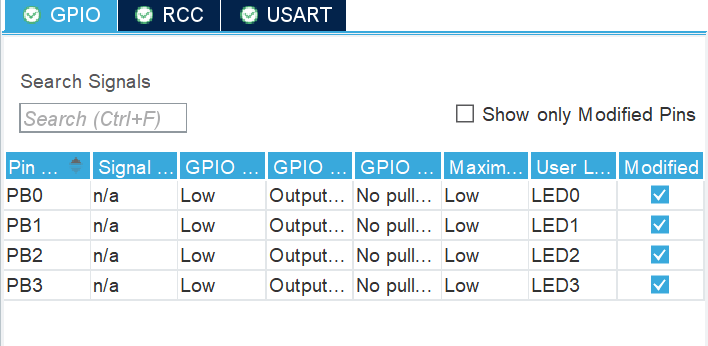 GPIO RCC USART
Search Signals
Search (Ctrl+F)
Show only Modified Pins
Pin ... Signal ... GPIO ... GPIO ... GPIO ... Maxim... User L... Modified
PB0 n/a Low Output... No pull... Low LED0
PB1 n/a Low Output... No pull... Low LED1
PB2 n/a Low Output... No pull... Low LED2
PB3 n/a Low Output... No pull... Low LED3